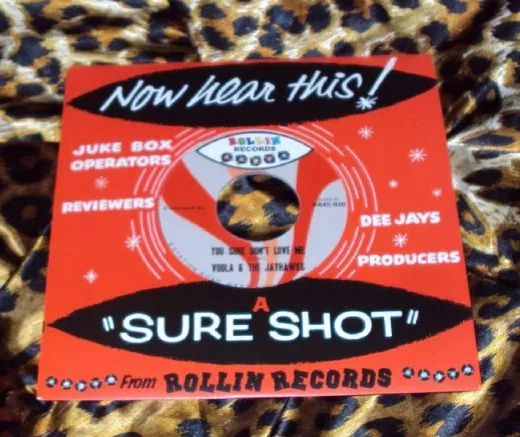 Now hear this!
JUKE BOX
OPERATORS
REVIEWERS
ROLLIN
RECORDS
DEE JAYS
PRODUCERS
YOU SURE DON'T LOVE ME
VOOLA & THE JAYHAWKS
A
"SURE SHOT"
From ROLLIN RECORDS